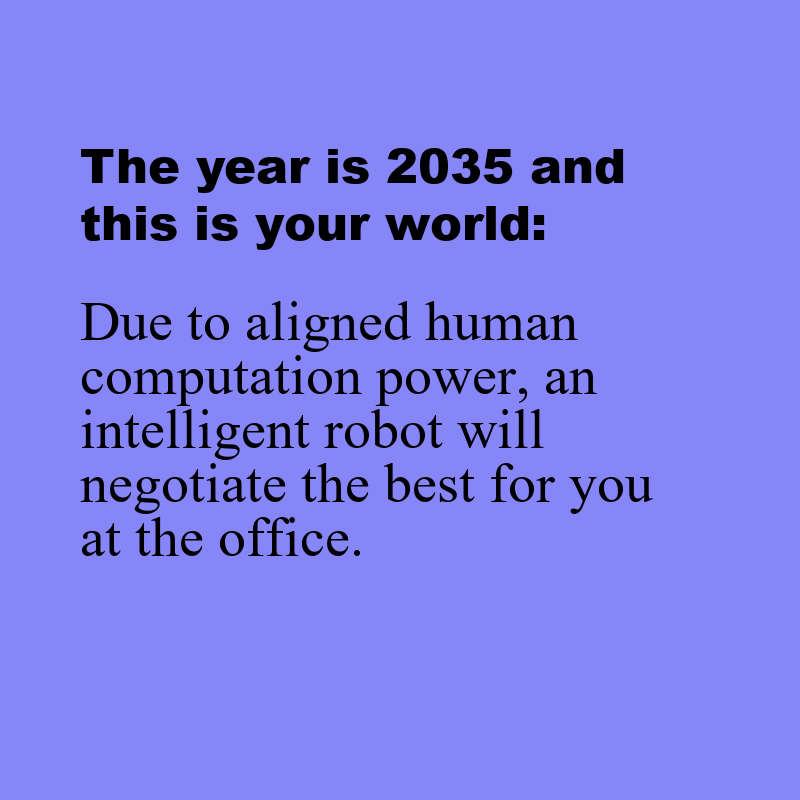 The year is 2035 and
this is your world:
Due to aligned human
computation power, an
intelligent robot will
negotiate the best for you
at the office.